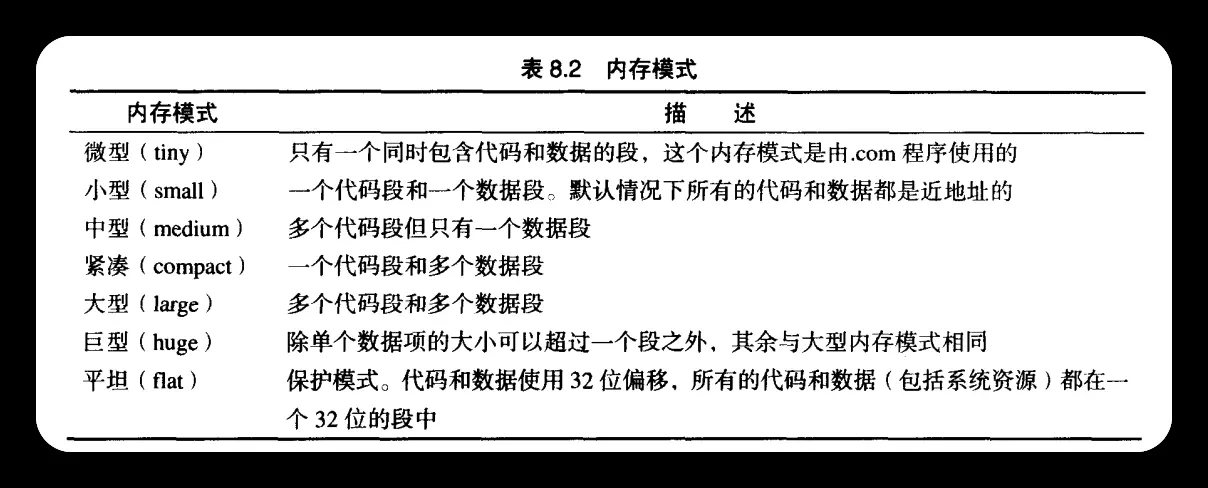 表 8.2 内存模式
内存模式 描 述
微型（tiny） 只有一个同时包含代码和数据的段，这个内存模式是由.com 程序使用的
小型（small） 一个代码段和一个数据段。默认情况下所有的代码和数据都是近地址的
中型（medium） 多个代码段但只有一个数据段
紧凑（compact） 一个代码段和多个数据段
大型（large） 多个代码段和多个数据段
巨型（huge） 除单个数据项的大小可以超过一个段之外，其余与大型内存模式相同
平坦（flat） 保护模式。代码和数据使用 32 位偏移，所有的代码和数据（包括系统资源）都在一
个 32 位的段中